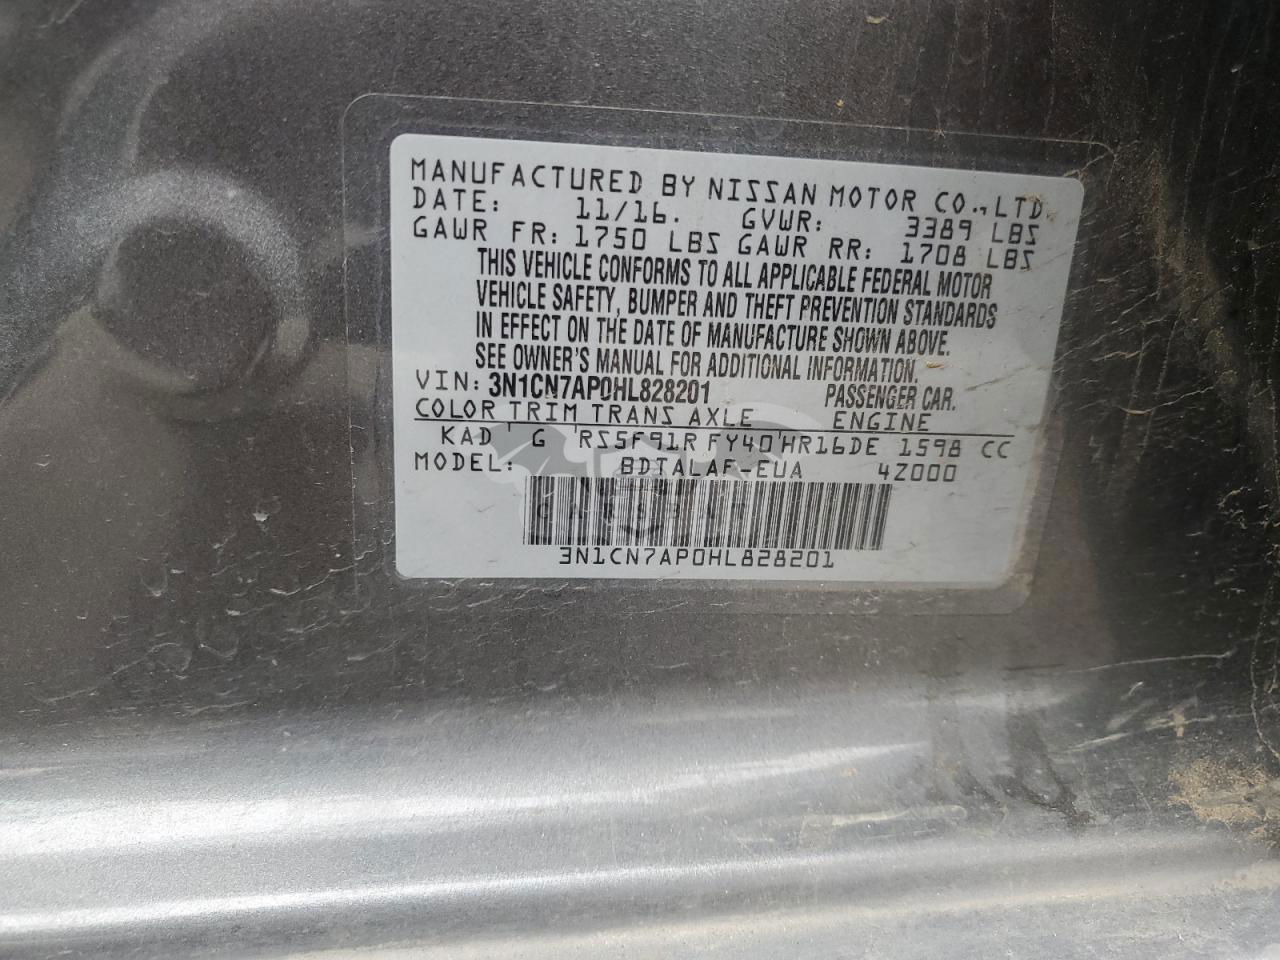 MANUFACTURED BY NISSAN MOTOR CO.,LTD.
DATE: 11/16. GVWR: 3389 LBS
GAWR FR: 1750 LBS GAWR RR: 1708 LBS
THIS VEHICLE CONFORMS TO ALL APPLICABLE FEDERAL MOTOR
VEHICLE SAFETY, BUMPER AND THEFT PREVENTION STANDARDS
IN EFFECT ON THE DATE OF MANUFACTURE SHOWN ABOVE.
SEE OWNER'S MANUAL FOR ADDITIONAL INFORMATION.
VIN: 3N1CN7AP0HL828201 PASSENGER CAR.
COLOR TRIM TRANS AXLE ENGINE
KAD ' G 'RS5F91R FY40'HR16DE 1598 CC
MODEL: BDTALAF-EUA 4Z000
3N1CN7AP0HL828201